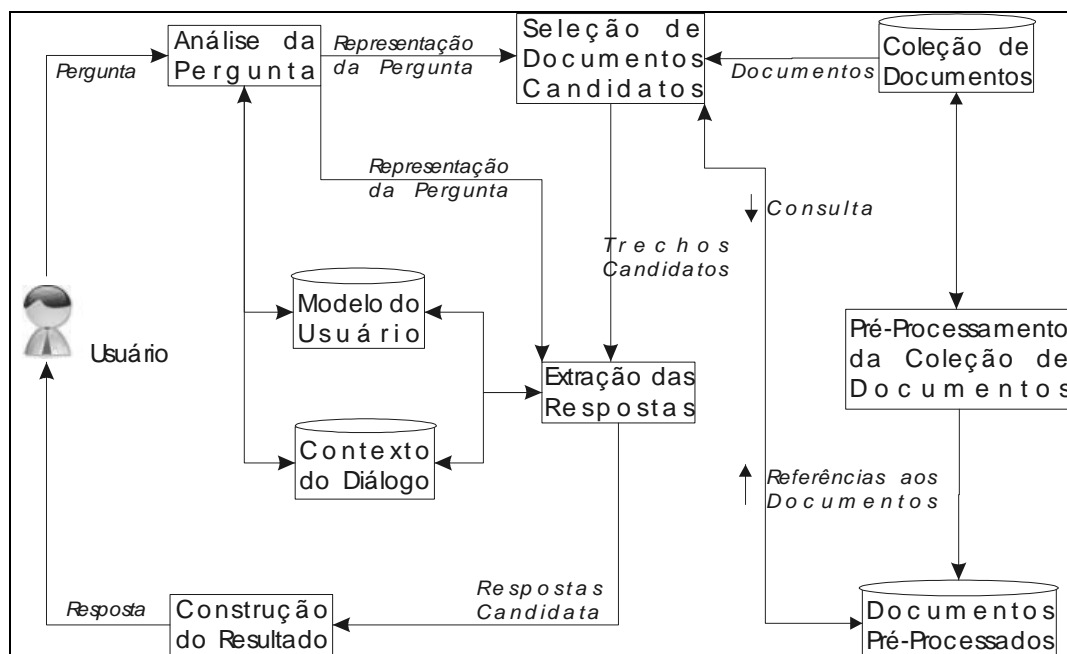 Pergunta
Análise da
Pergunta
Representação
da Pergunta
Seleção de
Documentos
Candidatos
Documentos
Coleção de
Documentos
Representação
da Pergunta
Consulta
Trechos
Candidatos
Modelo do
Usuário
Usuário
Extração das
Respostas
Pré-Processamento
da Coleção de
Documentos
Contexto
do Diálogo
Referências aos
Documentos
Resposta
Construção
do Resultado
Respostas
Candidata
Documentos
Pré-Processados